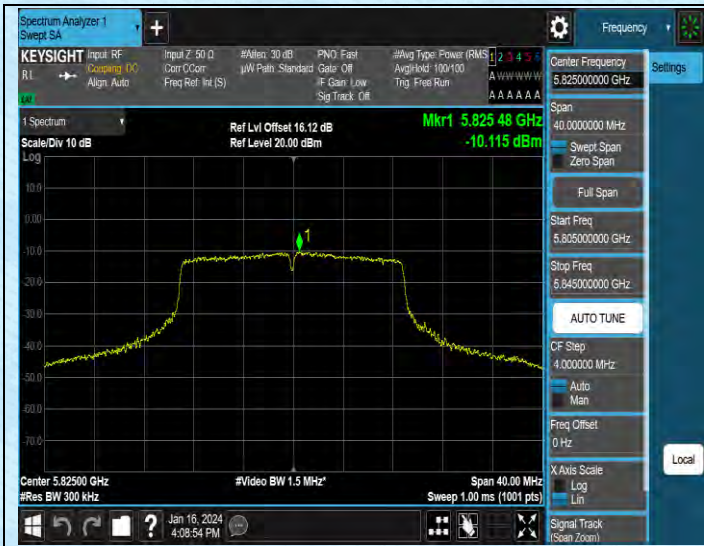 Spectrum Analyzer 1
Swept SA
+
Frequency
KEYSIGHT
RL
Input: RF
Coupling: DC
Align: Auto
Input Z: 50 Ω
Corr CCorr
Freq Ref: Int (S)
#Atten: 30 dB
µW Path: Standard
PNO: Fast
Gate: Off
IF Gain: Low
Sig Track: Off
#Avg Type: Power (RMS
Avg|Hold: 100/100
Trig: Free Run
1 2 3 4 5 6
A W W W W W
A A A A A A
1 Spectrum
Scale/Div 10 dB
Ref Lvl Offset 16.12 dB
Ref Level 20.00 dBm
Mkr1 5.825 48 GHz
-10.115 dBm
Log
10.0
0.00
-10.0
-20.0
-30.0
-40.0
-50.0
-60.0
-70.0
1
Center 5.82500 GHz
#Res BW 300 kHz
#Video BW 1.5 MHz*
Span 40.00 MHz
Sweep 1.00 ms (1001 pts)
?
Jan 16, 2024
4:08:54 PM
Center Frequency
5.825000000 GHz
Settings
Span
40.0000000 MHz
Swept Span
Zero Span
Full Span
Start Freq
5.805000000 GHz
Stop Freq
5.845000000 GHz
AUTO TUNE
CF Step
4.000000 MHz
Auto
Man
Freq Offset
0 Hz
Local
X Axis Scale
Log
Lin
Signal Track
(Span Zoom)